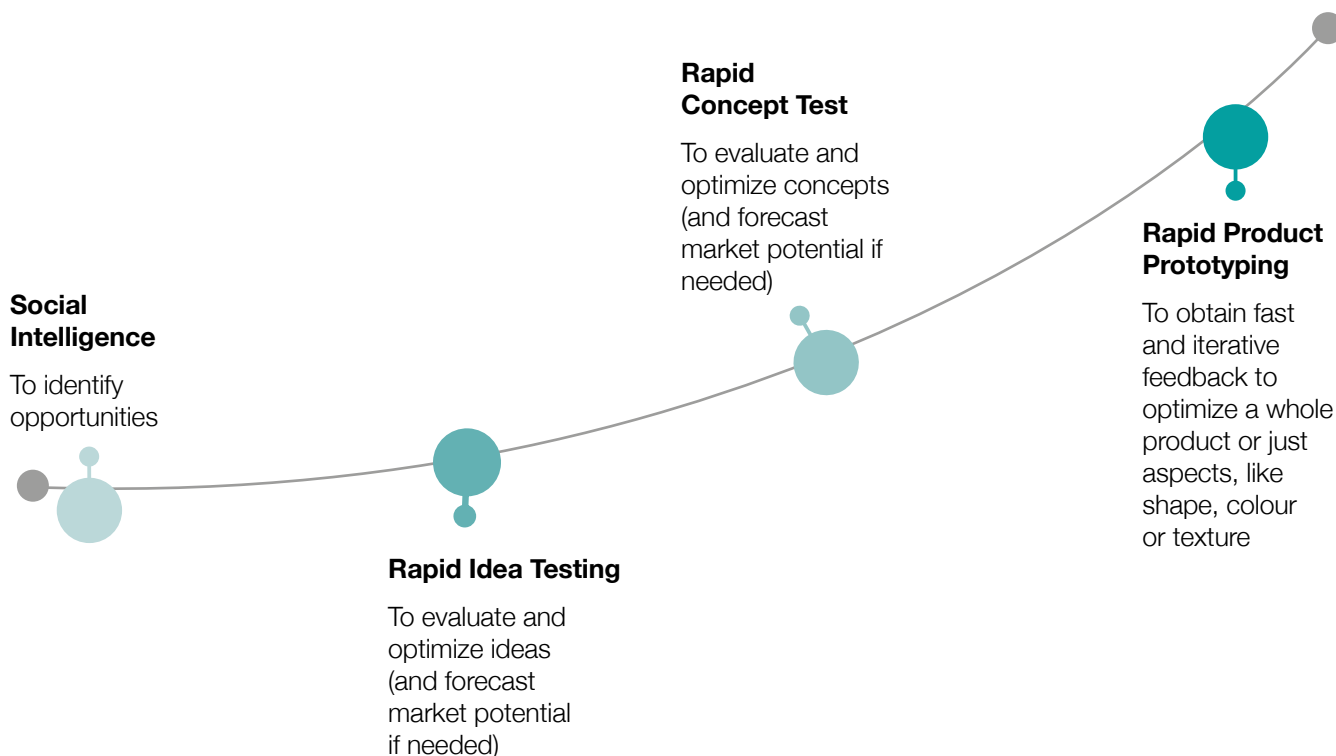 Social
Intelligence
To identify
opportunities
Rapid Idea Testing
To evaluate and
optimize ideas
(and forecast
market potential
if needed)
Rapid
Concept Test
To evaluate and
optimize concepts
(and forecast
market potential if
needed)
Rapid Product
Prototyping
To obtain fast
and iterative
feedback to
optimize a whole
product or just
aspects, like
shape, colour
or texture